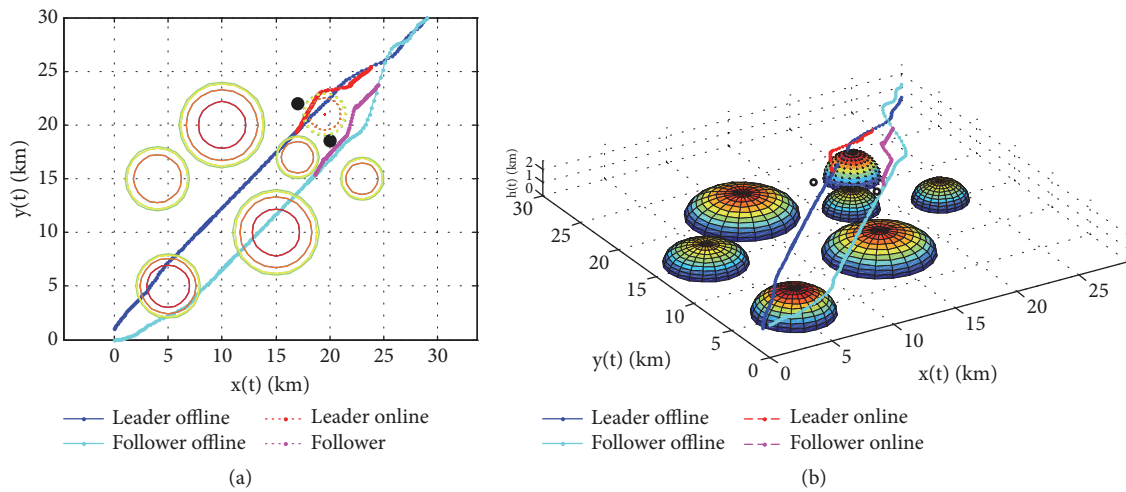 30
25
20
15
10
5
0
y(t) (km)
0 5 10 15 20 25 30
x(t) (km)
Leader offline
Leader online
Follower offline
Follower
(a)
h(t) (km)
2
1
0
30
25
20
15
10
5
0
y(t) (km)
0
5
10
15
20
25
x(t) (km)
Leader offline
Leader online
Follower offline
Follower online
(b)